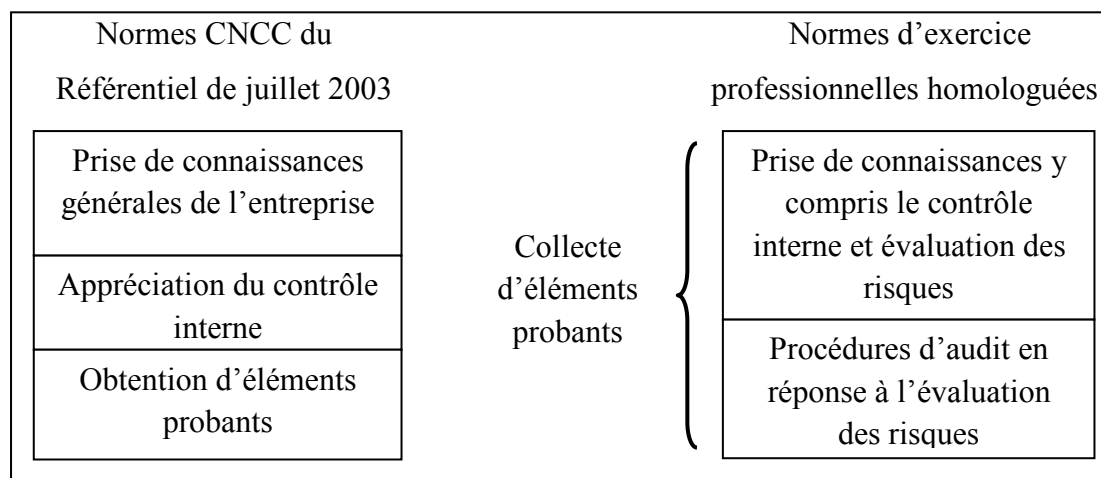 Normes CNCC du
Référentiel de juillet 2003
Prise de connaissances
générales de l'entreprise
Appréciation du contrôle
interne
Obtention d'éléments
probants
Collecte
d'éléments
probants
Normes d'exercice
professionnelles homologuées
Prise de connaissances y
compris le contrôle
interne et évaluation des
risques
Procédures d'audit en
réponse à l'évaluation
des risques